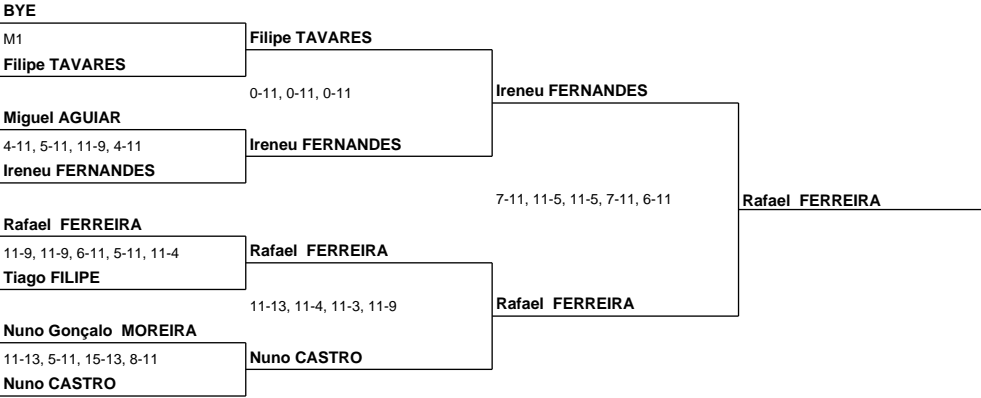 BYE
M1
Filipe TAVARES
Filipe TAVARES
0-11, 0-11, 0-11
Miguel AGUIAR
4-11, 5-11, 11-9, 4-11
Ireneu FERNANDES
Ireneu FERNANDES
Ireneu FERNANDES
7-11, 11-5, 11-5, 7-11, 6-11
Rafael FERREIRA
Rafael FERREIRA
11-9, 11-9, 6-11, 5-11, 11-4
Tiago FILIPE
Rafael FERREIRA
11-13, 11-4, 11-3, 11-9
Rafael FERREIRA
Nuno Gonçalo MOREIRA
11-13, 5-11, 15-13, 8-11
Nuno CASTRO
Nuno CASTRO